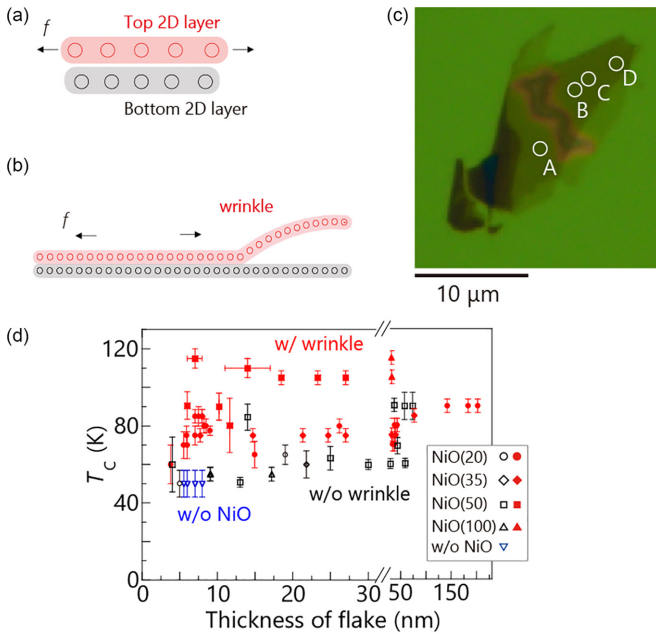 (a)
f
Top 2D layer
Bottom 2D layer
(b)
f
wrinkle
(c)
A
B
C
D
10 μm
(d)
T_C (K)
120
80
40
0
w/ wrinkle
w/o wrinkle
w/o NiO
NiO(20)
NiO(35)
NiO(50)
NiO(100)
w/o NiO
0 10 20 30 50 150
Thickness of flake (nm)